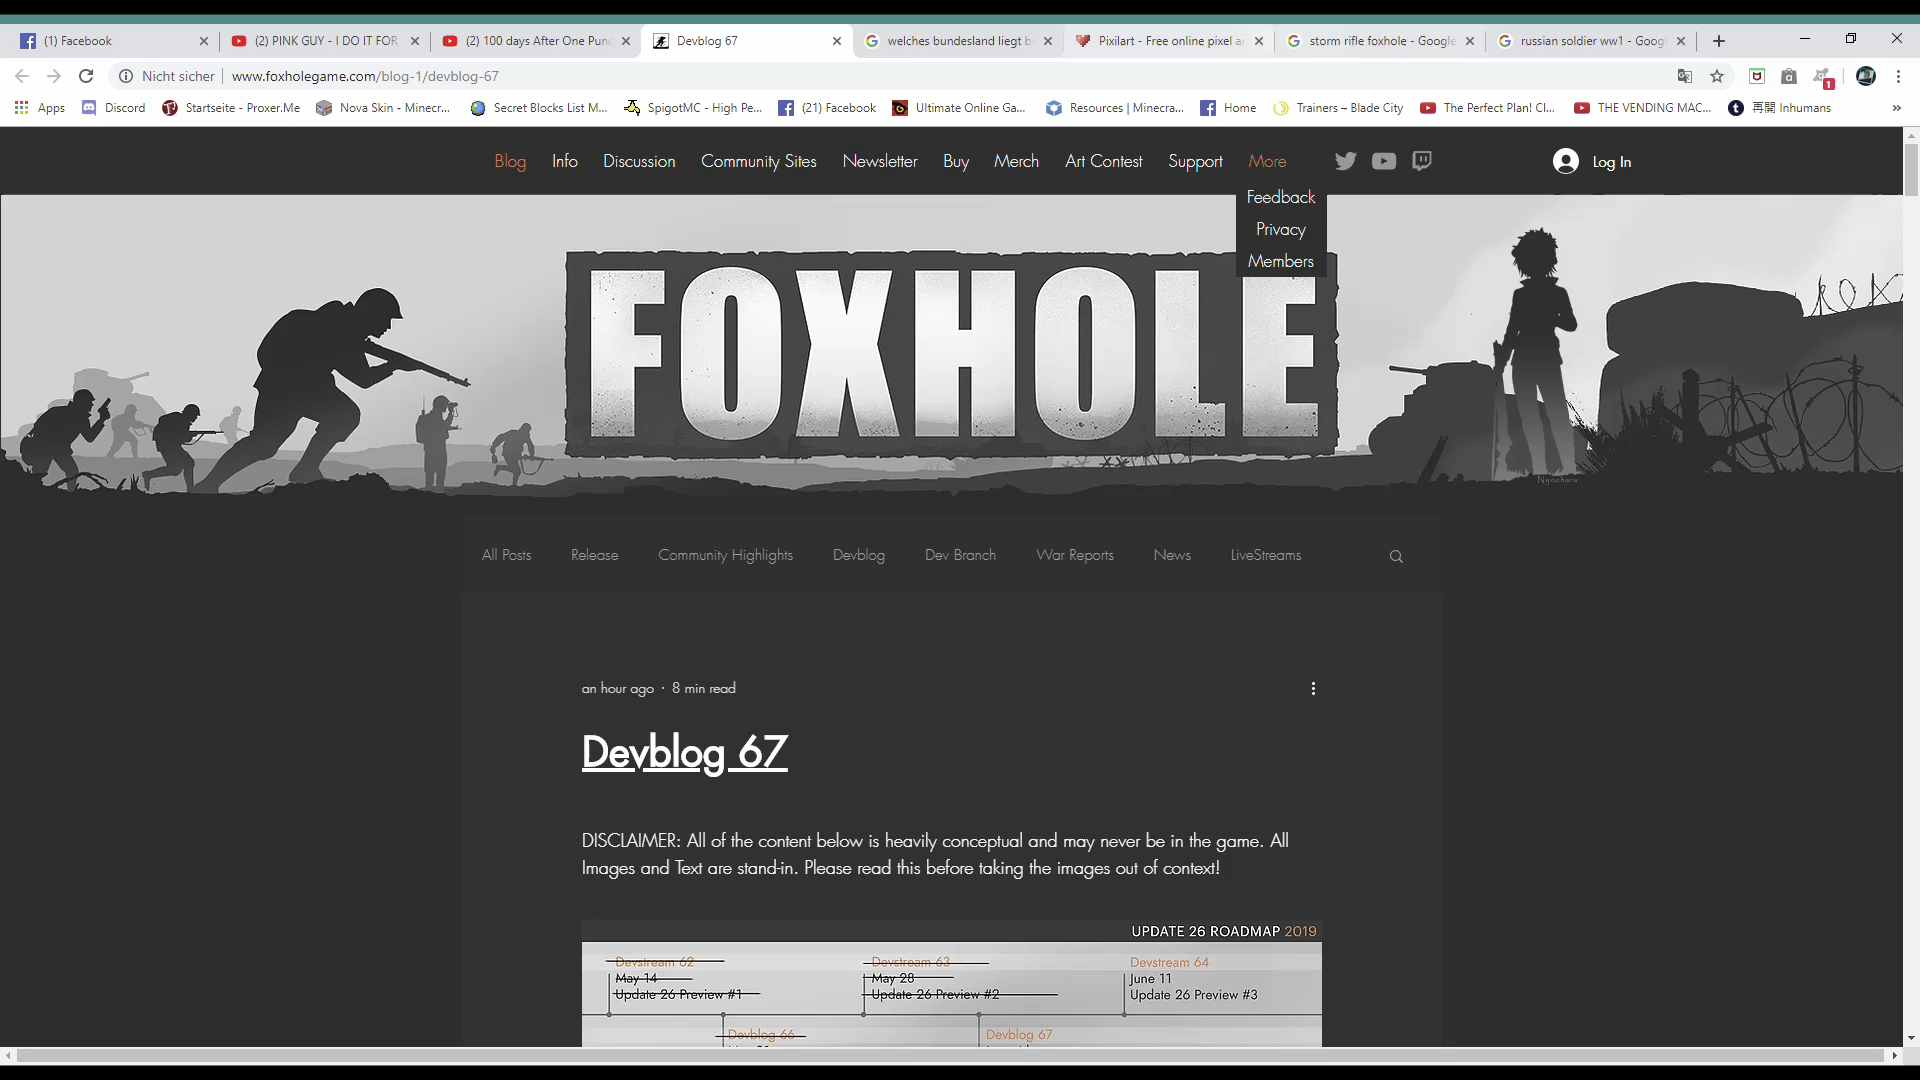 (1) Facebook
(2) PINK GUY - I DO IT FOR
(2) 100 days After One Punc
Devblog 67
welches bundesland liegt b
Pixilart - Free online pixel a
storm rifle foxhole - Google
russian soldier ww1 - Googl
Nicht sicher
www.foxholegame.com/blog-1/devblog-67
1
Apps
Discord
Startseite - Proxer.Me
Nova Skin - Minecr...
Secret Blocks List M...
SpigotMC - High Pe...
(21) Facebook
Ultimate Online Ga...
Resources | Minecra...
Home
Trainers – Blade City
The Perfect Plan! Cl...
THE VENDING MAC...
再開 Inhumans
»
Blog
Info
Discussion
Community Sites
Newsletter
Buy
Merch
Art Contest
Support
More
Log In
Feedback
Privacy
Members
FOXHOLE
Nyochara
All Posts
Release
Community Highlights
Devblog
Dev Branch
War Reports
News
LiveStreams
an hour ago · 8 min read
Devblog 67
DISCLAIMER: All of the content below is heavily conceptual and may never be in the game. All
Images and Text are stand-in. Please read this before taking the images out of context!
UPDATE 26 ROADMAP 2019
Devstream 62
May 14
Update 26 Preview #1
Devstream 63
May 28
Update 26 Preview #2
Devstream 64
June 11
Update 26 Preview #3
Devblog 66
Devblog 67